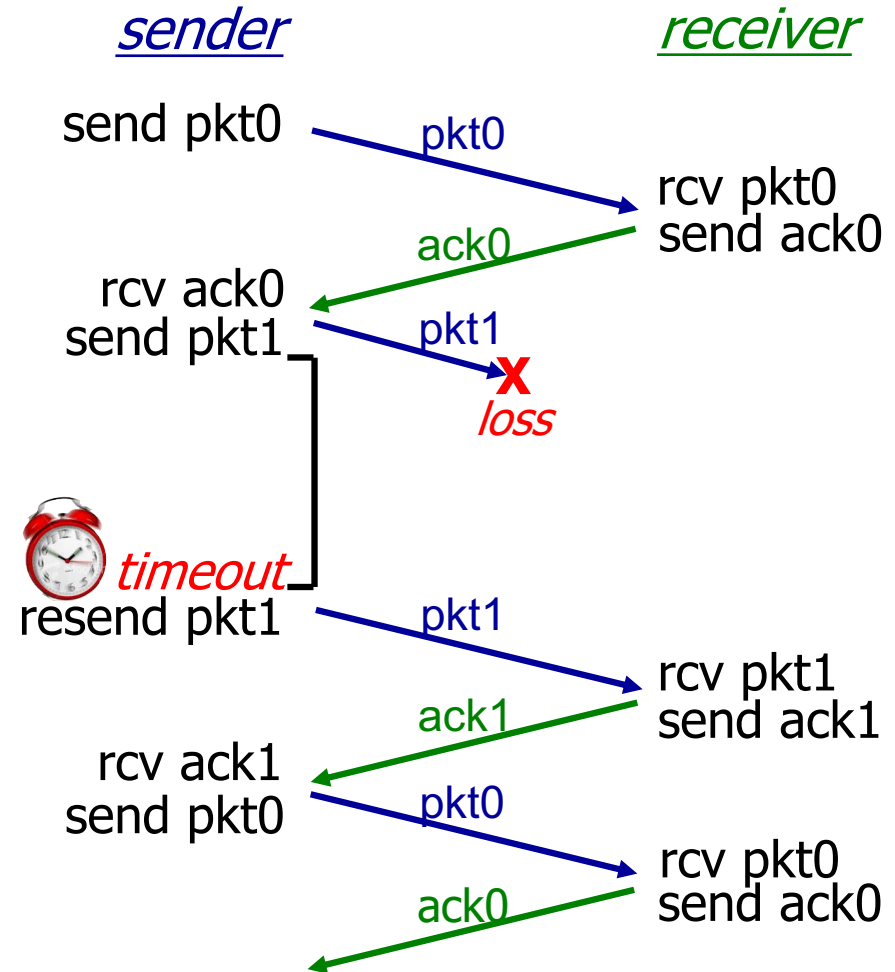 sender receiver
send pkt0
pkt0
rcv pkt0
send ack0
ack0
rcv ack0
send pkt1
pkt1
X
loss
timeout
resend pkt1
pkt1
rcv pkt1
send ack1
ack1
rcv ack1
send pkt0
pkt0
rcv pkt0
send ack0
ack0